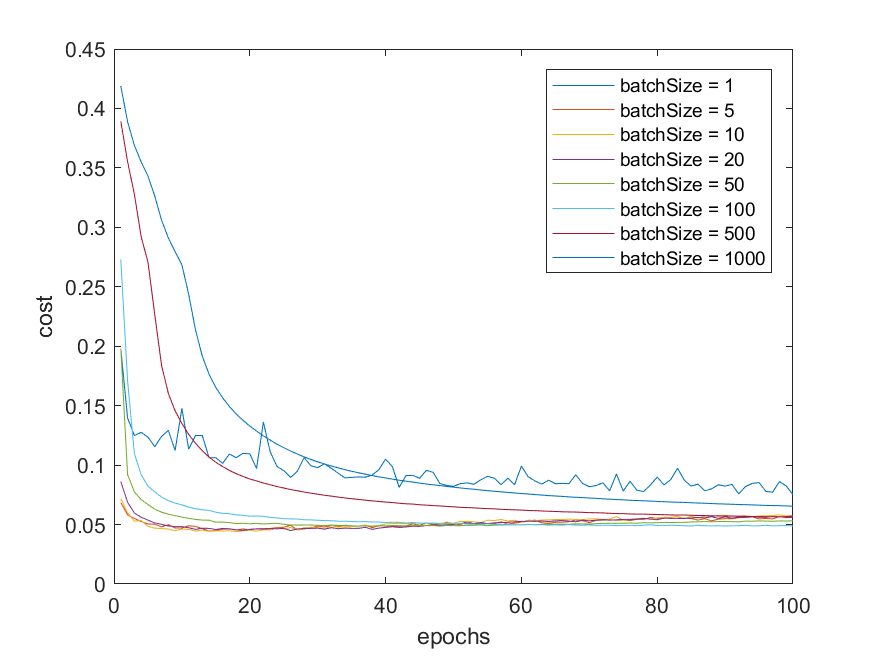 0.45
0.4
0.35
0.3
0.25
0.2
0.15
0.1
0.05
0
cost
batchSize = 1
batchSize = 5
batchSize = 10
batchSize = 20
batchSize = 50
batchSize = 100
batchSize = 500
batchSize = 1000
0 20 40 60 80 100
epochs